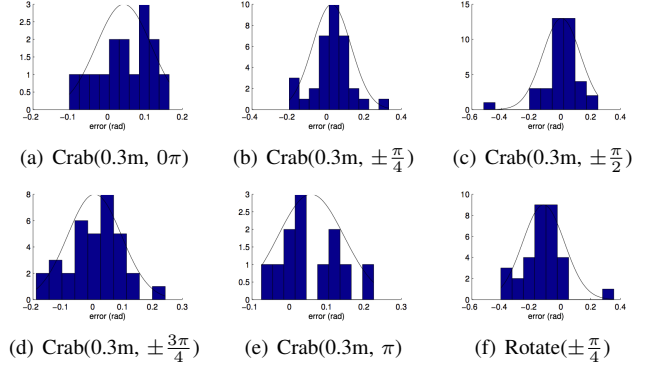 3
2.5
2
1.5
1
0.5
0
-0.2 -0.1 0 0.1 0.2
error (rad)
10
8
6
4
2
0
-0.4 -0.2 0 0.2 0.4
error (rad)
15
10
5
0
-0.6 -0.4 -0.2 0 0.2 0.4
error (rad)
(a) Crab(0.3m, 0π)
(b) Crab(0.3m, ±π/4)
(c) Crab(0.3m, ±π/2)
8
6
4
2
0
-0.2 -0.1 0 0.1 0.2 0.3
error (rad)
3
2.5
2
1.5
1
0.5
0
-0.1 0 0.1 0.2 0.3
error (rad)
10
8
6
4
2
0
-0.6 -0.4 -0.2 0 0.2 0.4
error (rad)
(d) Crab(0.3m, ±3π/4)
(e) Crab(0.3m, π)
(f) Rotate(±π/4)